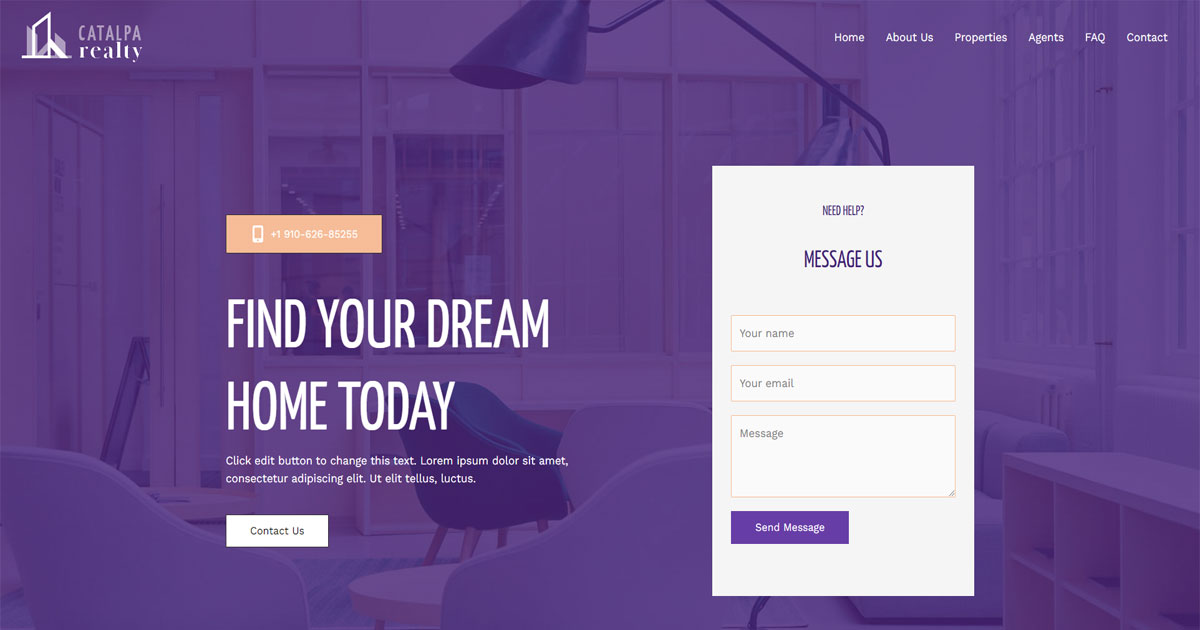 CATALPA
realty
Home
About Us
Properties
Agents
FAQ
Contact
+1 910-626-85255
FIND YOUR DREAM
HOME TODAY
Click edit button to change this text. Lorem ipsum dolor sit amet,
consectetur adipiscing elit. Ut elit tellus, luctus.
Contact Us
NEED HELP?
MESSAGE US
Your name
Your email
Message
Send Message